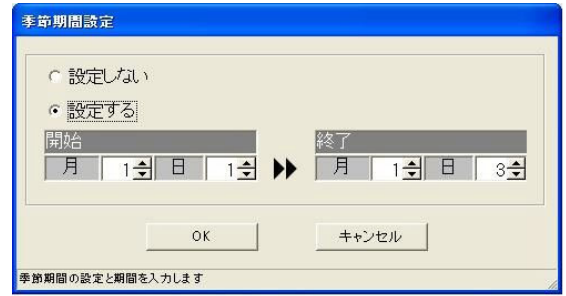 季節期間設定
設定しない
設定する
開始 終了
月 1 日 1 月 1 日 3
OK キャンセル
季節期間の設定と期間を入力します